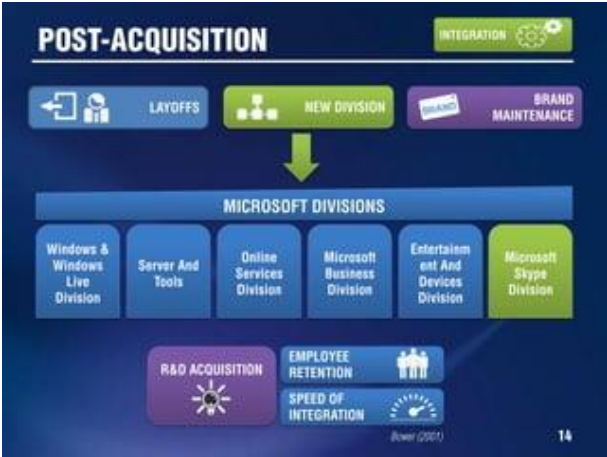 POST-ACQUISITION
INTEGRATION
LAYOFFS
NEW DIVISION
BRAND
BRAND
MAINTENANCE
MICROSOFT DIVISIONS
Windows &
Windows
Live
Division
Server And
Tools
Online
Services
Division
Microsoft
Business
Division
Entertainm
ent And
Devices
Division
Microsoft
Skype
Division
R&D ACQUISITION
EMPLOYEE
RETENTION
SPEED OF
INTEGRATION
Bower (2001)
14